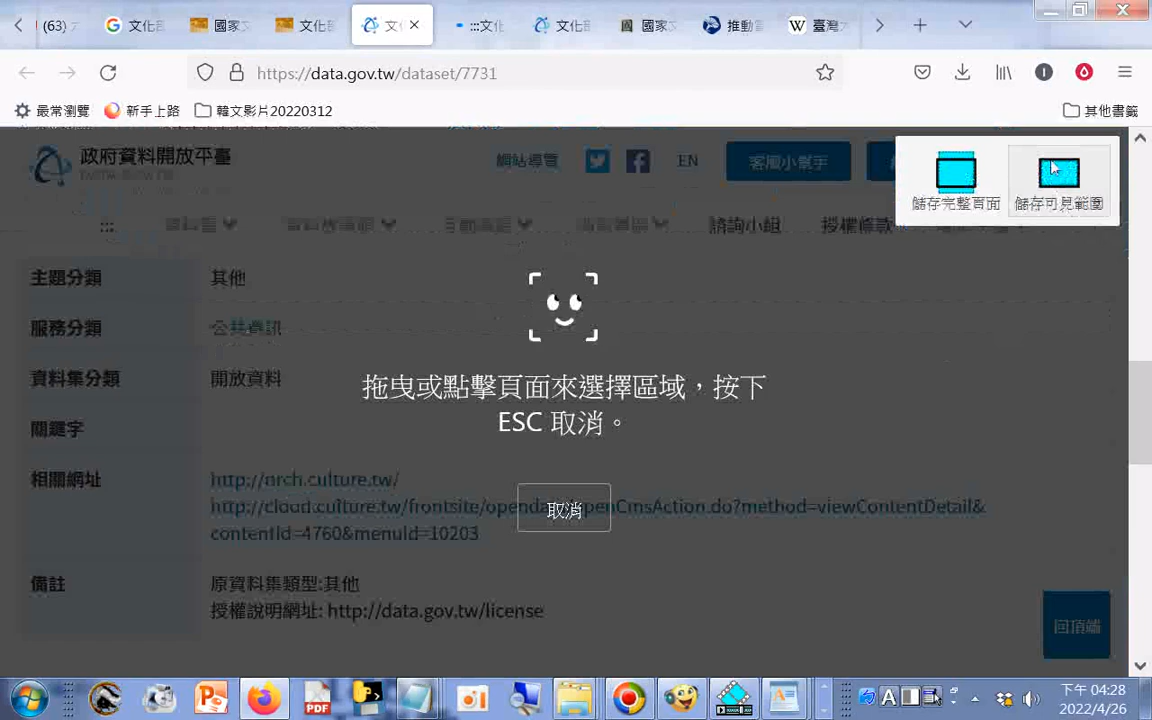 (63)
文化部
國家文
文化部
文
:::文化
文化部
國家文
推動
W 臺灣
https://data.gov.tw/dataset/7731
最常瀏覽
新手上路
韓文影片20220312
其他書籤
政府資料開放平臺
DATA.GOV.TW
網站導覽
EN
客服小幫手
儲存完整頁面
儲存可見範圍
:::
諮詢小組
授權條款
主題分類
其他
服務分類
公共資訊
資料集分類
開放資料
關鍵字
相關網址
http://nrch.culture.tw/
http://cloud.culture.tw/frontsite/opendata/openCmsAction.do?method=viewContentDetail&
contentId=4760&menuId=10203
備註
原資料集類型:其他
授權說明網址: http://data.gov.tw/license
拖曳或點擊頁面來選擇區域，按下
ESC 取消。
取消
回頂端
PDF
下午 04:28
2022/4/26